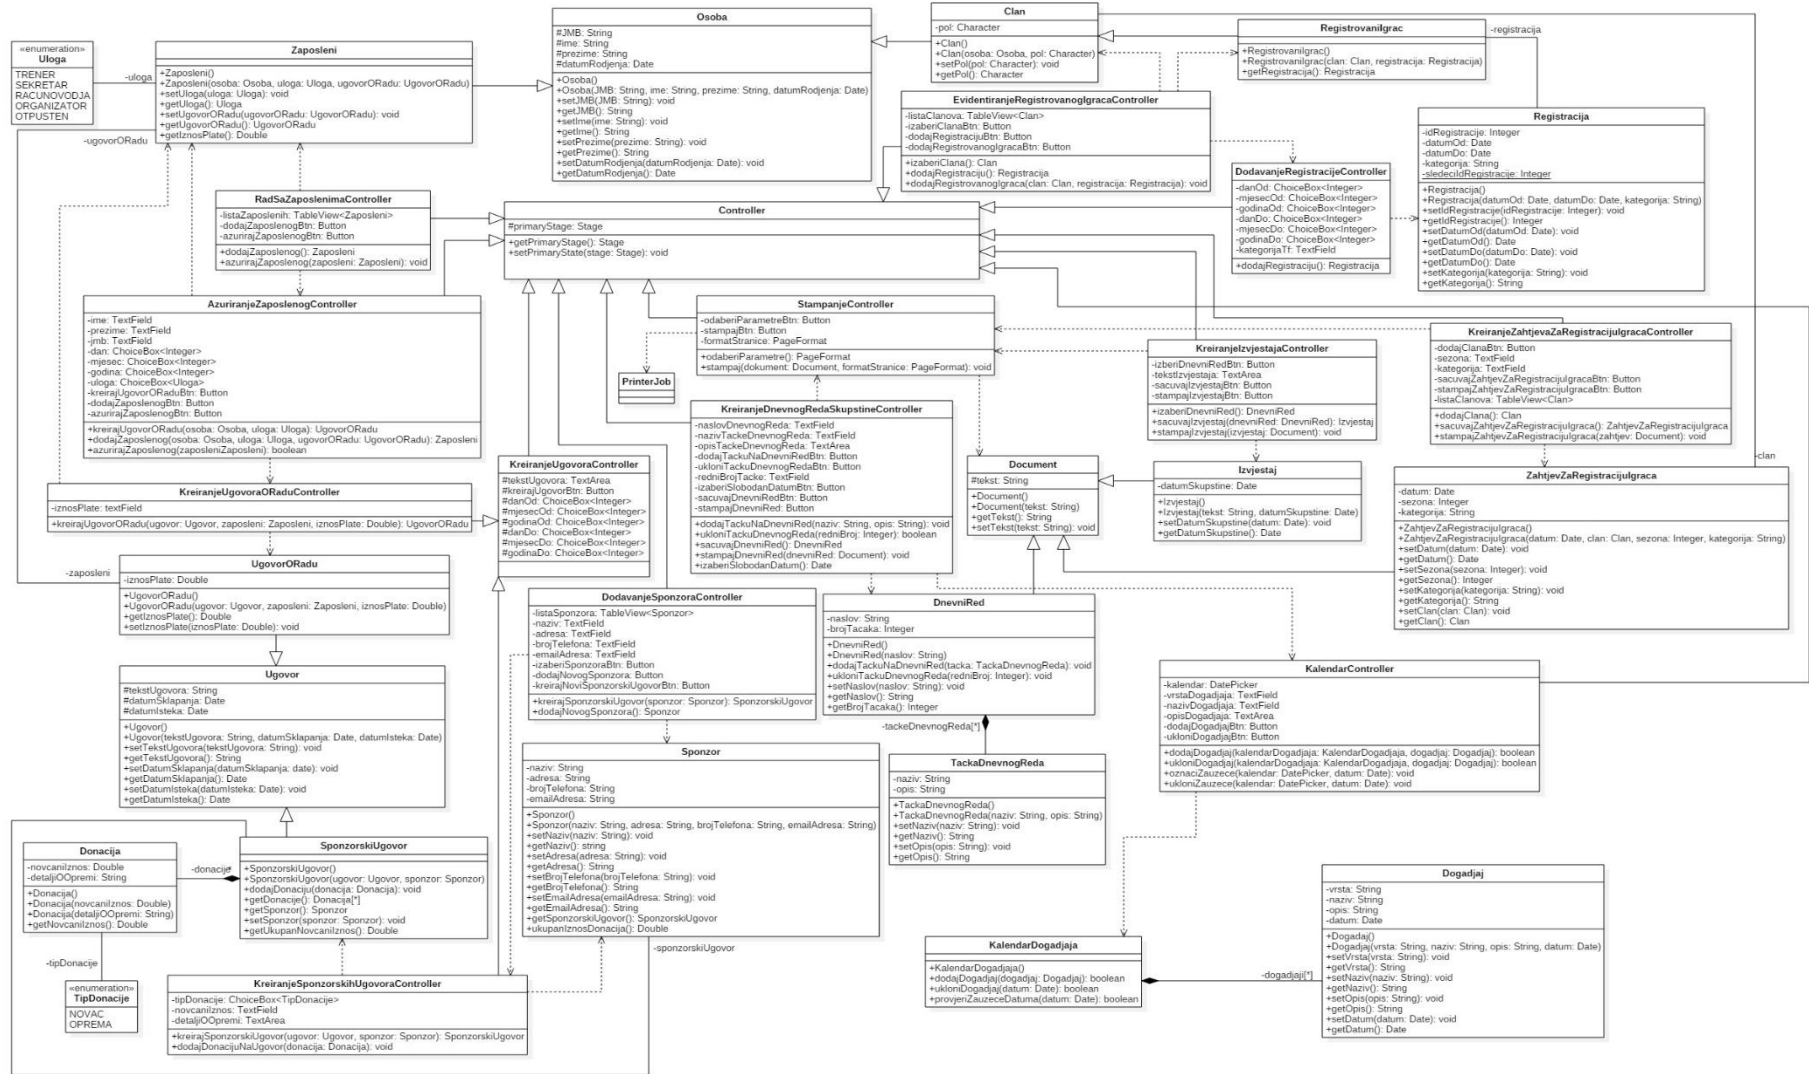 «enumeration»
Uloga
TRENER
SEKRETAR
RACUNOVODJA
ORGANIZATOR
OTPUSTEN
-uloga
Zaposleni
+Zaposleni()
+Zaposleni(osoba: Osoba, uloga: Uloga, ugovorORadu: UgovorORadu)
+setUloga(uloga: Uloga): void
+getUloga(): Uloga
+setUgovorORadu(ugovorORadu: UgovorORadu): void
+getUgovorORadu(): UgovorORadu
+getIznosPlate(): Double
-ugovorORadu
Osoba
#JMB: String
#ime: String
#prezime: String
#datumRodjenja: Date
+Osoba()
+Osoba(JMB: String, ime: String, prezime: String, datumRodjenja: Date)
+setJMB(JMB: String): void
+getJMB(): String
+setIme(ime: String): void
+getIme(): String
+setPrezime(prezime: String): void
+getPrezime(): String
+setDatumRodjenja(datumRodjenja: Date): void
+getDatumRodjenja(): Date
Clan
-pol: Character
+Clan()
+Clan(osoba: Osoba, pol: Character)
+setPol(pol: Character): void
+getPol(): Character
RegistrovaniIgrac
+RegistrovaniIgrac()
+RegistrovaniIgrac(clan: Clan, registracija: Registracija)
+getRegistracija(): Registracija
-registracija
EvidentiranjeRegistrovanogIgracaController
-listaClanova: TableView<Clan>
-izaberiClanaBtn: Button
-dodajRegistracijuBtn: Button
-dodajRegistrovanogIgracaBtn: Button
+izaberiClana(): Clan
+dodajRegistraciju(): Registracija
+dodajRegistrovanogIgraca(clan: Clan, registracija: Registracija): void
Registracija
-idRegistracije: Integer
-datumOd: Date
-datumDo: Date
-kategorija: String
-sledeciIdRegistracije: Integer
+Registracija()
+Registracija(datumOd: Date, datumDo: Date, kategorija: String)
+setIdRegistracije(idRegistracije: Integer): void
+getIdRegistracije(): Integer
+setDatumOd(datumOd: Date): void
+getDatumOd(): Date
+setDatumDo(datumDo: Date): void
+getDatumDo(): Date
+setKategorija(kategorija: String): void
+getKategorija(): String
DodavanjeRegistracijeController
-danOd: ChoiceBox<Integer>
-mjesecOd: ChoiceBox<Integer>
-godinaOd: ChoiceBox<Integer>
-danDo: ChoiceBox<Integer>
-mjesecDo: ChoiceBox<Integer>
-godinaDo: ChoiceBox<Integer>
-kategorijaTf: TextField
+dodajRegistraciju(): Registracija
RadSaZaposlenimaController
-listaZaposlenih: TableView<Zaposleni>
-dodajZaposlenogBtn: Button
-azurirajZaposlenogBtn: Button
+dodajZaposlenog(): Zaposleni
+azurirajZaposlenog(zaposleni: Zaposleni): void
Controller
#primaryStage: Stage
+getPrimaryStage(): Stage
+setPrimaryState(stage: Stage): void
AzuriranjeZaposlenogController
-ime: TextField
-prezime: TextField
-jmb: TextField
-dan: ChoiceBox<Integer>
-mjesec: ChoiceBox<Integer>
-godina: ChoiceBox<Integer>
-uloga: ChoiceBox<Uloga>
-kreirajUgovorORaduBtn: Button
-dodajZaposlenogBtn: Button
-azurirajZaposlenogBtn: Button
+kreirajUgovorORadu(osoba: Osoba, uloga: Uloga): UgovorORadu
+dodajZaposlenog(osoba: Osoba, uloga: Uloga, ugovorORadu: UgovorORadu): Zaposleni
+azurirajZaposlenog(zaposleniZaposleni): boolean
StampanjeController
-odaberiParametreBtn: Button
-stampajBtn: Button
-formatStranice: PageFormat
+odaberiParametre(): PageFormat
+stampaj(dokument: Document, formatStranice: PageFormat): void
PrinterJob
KreiranjeIzvjestajaController
-izberiDnevniRedBtn: Button
-tekstIzvjestaja: TextArea
-sacuvajIzvjestajBtn: Button
-stampajIzvjestajBtn: Button
+izaberiDnevniRed(): DnevniRed
+sacuvajIzvjestaj(dnevniRed: DnevniRed): Izvjestaj
+stampajIzvjestaj(izvjestaj: Document): void
KreiranjeZahtjevaZaRegistracijuIgracaController
-dodajClanaBtn: Button
-sezona: TextField
-kategorija: TextField
-sacuvajZahtjevZaRegistracijuIgracaBtn: Button
-stampajZahtjevZaRegistracijuIgracaBtn: Button
-listaClanova: TableView<Clan>
+dodajClana(): Clan
+sacuvajZahtjevZaRegistracijuIgraca(): ZahtjevZaRegistracijuIgraca
+stampajZahtjevZaRegistracijuIgraca(zahtjev: Document): void
-clan
KreiranjeDnevnogRedaSkupstineController
-naslovDnevnogReda: TextField
-nazivTackeDnevnogReda: TextField
-opisTackeDnevnogReda: TextArea
-dodajTackuNaDnevniRedBtn: Button
-ukloniTackuDnevnogRedaBtn: Button
-redniBrojTacke: TextField
-izaberiSlobodanDatumBtn: Button
-sacuvajDnevniRedBtn: Button
-stampajDnevniRed: Button
+dodajTackuNaDnevniRed(naziv: String, opis: String): void
+ukloniTackuDnevnogReda(redniBroj: Integer): boolean
+sacuvajDnevniRed(): DnevniRed
+stampajDnevniRed(dnevniRed: Document): void
+izaberiSlobodanDatum(): Date
KreiranjeUgovoraController
#tekstUgovora: TextArea
#kreirajUgovorBtn: Button
#danOd: ChoiceBox<Integer>
#mjesecOd: ChoiceBox<Integer>
#godinaOd: ChoiceBox<Integer>
#danDo: ChoiceBox<Integer>
#mjesecDo: ChoiceBox<Integer>
#godinaDo: ChoiceBox<Integer>
Document
#tekst: String
+Document()
+Document(tekst: String)
+getTekst(): String
+setTekst(tekst: String): void
Izvjestaj
-datumSkupstine: Date
+Izvjestaj()
+Izvjestaj(tekst: String, datumSkupstine: Date)
+setDatumSkupstine(datum: Date): void
+getDatumSkupstine(): Date
ZahtjevZaRegistracijuIgraca
-datum: Date
-sezona: Integer
-kategorija: String
+ZahtjevZaRegistracijuIgraca()
+ZahtjevZaRegistracijuIgraca(datum: Date, clan: Clan, sezona: Integer, kategorija: String)
+setDatum(datum: Date): void
+getDatum(): Date
+setSezona(sezona: Integer): void
+getSezona(): Integer
+setKategorija(kategorija: String): void
+getKategorija(): String
+setClan(clan: Clan): void
+getClan(): Clan
KreiranjeUgovoraORaduController
-iznosPlate: textField
+kreirajUgovorORadu(ugovor: Ugovor, zaposleni: Zaposleni, iznosPlate: Double): UgovorORadu
-zaposleni
UgovorORadu
-iznosPlate: Double
+UgovorORadu()
+UgovorORadu(ugovor: Ugovor, zaposleni: Zaposleni, iznosPlate: Double)
+getIznosPlate(): Double
+setIznosPlate(iznosPlate: Double): void
DodavanjeSponzoraController
-listaSponzora: TableView<Sponzor>
-naziv: TextField
-adresa: TextField
-brojTelefona: TextField
-emailAdresa: TextField
-izaberiSponzoraBtn: Button
-dodajNovogSponzora: Button
-kreirajNoviSponzorskiUgovorBtn: Button
+kreirajSponzorskiUgovor(sponzor: Sponzor): SponzorskiUgovor
+dodajNovogSponzora(): Sponzor
DnevniRed
-naslov: String
-brojTacaka: Integer
+DnevniRed()
+DnevniRed(naslov: String)
+dodajTackuNaDnevniRed(tacka: TackaDnevnogReda): void
+ukloniTackuDnevnogReda(redniBroj: Integer): void
+setNaslov(naslov: String): void
+getNaslov(): String
+getBrojTacaka(): Integer
-tackeDnevnogReda[*]
KalendarController
-kalendar: DatePicker
-vrstaDogadjaja: TextField
-nazivDogadjaja: TextField
-opisDogadjaja: TextArea
-dodajDogadjajBtn: Button
-ukloniDogadjajBtn: Button
+dodajDogadjaj(kalendarDogadjaja: KalendarDogadjaja, dogadjaj: Dogadjaj): boolean
+ukloniDogadjaj(kalendarDogadjaja: KalendarDogadjaja, dogadjaj: Dogadjaj): boolean
+oznaciZauzece(kalendar: DatePicker, datum: Date): void
+ukloniZauzece(kalendar: DatePicker, datum: Date): void
Ugovor
#tekstUgovora: String
#datumSklapanja: Date
#datumIsteka: Date
+Ugovor()
+Ugovor(tekstUgovora: String, datumSklapanja: Date, datumIsteka: Date)
+setTekstUgovora(tekstUgovora: String): void
+getTekstUgovora(): String
+setDatumSklapanja(datumSklapanja: date): void
+getDatumSklapanja(): Date
+setDatumIsteka(datumIsteka: Date): void
+getDatumIsteka(): Date
Sponzor
-naziv: String
-adresa: String
-brojTelefona: String
-emailAdresa: String
+Sponzor()
+Sponzor(naziv: String, adresa: String, brojTelefona: String, emailAdresa: String)
+setNaziv(naziv: String): void
+getNaziv(): string
+setAdresa(adresa: String): void
+getAdresa(): String
+setBrojTelefona(brojTelefona: String): void
+getBrojTelefona(): String
+setEmailAdresa(emailAdresa: String): void
+getEmailAdresa(): String
+getSponzorskiUgovor(): SponzorskiUgovor
+ukupanIznosDonacija(): Double
-sponzorskiUgovor
TackaDnevnogReda
-naziv: String
-opis: String
+TackaDnevnogReda()
+TackaDnevnogReda(naziv: String, opis: String)
+setNaziv(naziv: String): void
+getNaziv(): String
+setOpis(opis: String): void
+getOpis(): String
Donacija
-novcaniIznos: Double
-detaljiOOpremi: String
+Donacija()
+Donacija(novcaniIznos: Double)
+Donacija(detaljiOOpremi: String)
+getNovcaniIznos(): Double
-donacije
SponzorskiUgovor
+SponzorskiUgovor()
+SponzorskiUgovor(ugovor: Ugovor, sponzor: Sponzor)
+dodajDonaciju(donacija: Donacija): void
+getDonacije(): Donacija[*]
+getSponzor(): Sponzor
+setSponzor(sponzor: Sponzor): void
+getUkupanNovcaniIznos(): Double
-tipDonacije
«enumeration»
TipDonacije
NOVAC
OPREMA
KreiranjeSponzorskihUgovoraController
-tipDonacije: ChoiceBox<TipDonacije>
-novcaniIznos: TextField
-detaljiOOpremi: TextArea
+kreirajSponzorskiUgovor(ugovor: Ugovor, sponzor: Sponzor): SponzorskiUgovor
+dodajDonacijuNaUgovor(donacija: Donacija): void
KalendarDogadjaja
+KalendarDogadjaja()
+dodajDogadjaj(dogadjaj: Dogadjaj): boolean
+ukloniDogadjaj(datum: Date): boolean
+provjeriZauzeceDatuma(datum: Date): boolean
-dogadjaji[*]
Dogadjaj
-vrsta: String
-naziv: String
-opis: String
-datum: Date
+Dogadaj()
+Dogadjaj(vrsta: String, naziv: String, opis: String, datum: Date)
+setVrsta(vrsta: String): void
+getVrsta(): String
+setNaziv(naziv: String): void
+getNaziv(): String
+setOpis(opis: String): void
+getOpis(): String
+setDatum(datum: Date): void
+getDatum(): Date